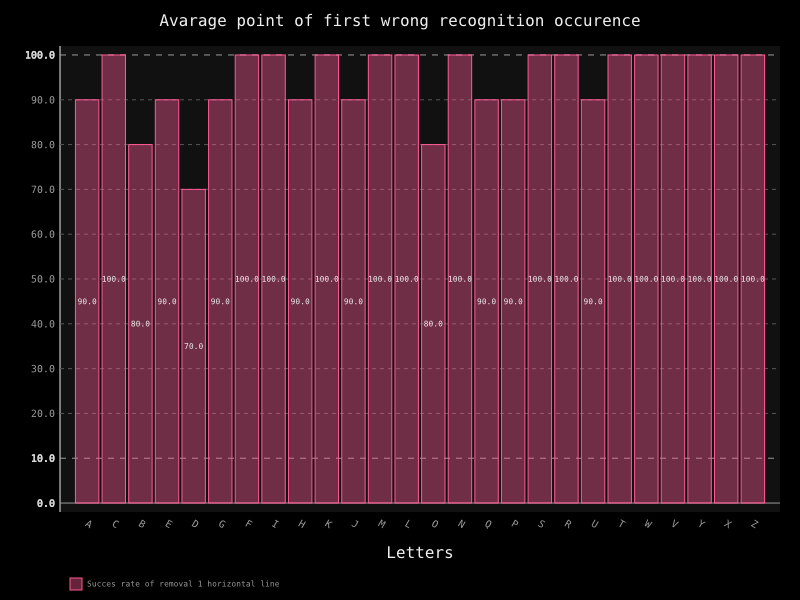 Avarage point of first wrong recognition occurence
100.0
90.0
80.0
70.0
60.0
50.0
40.0
30.0
20.0
10.0
0.0
90.0 100.0 80.0 90.0 70.0 90.0 100.0 100.0 90.0 100.0 90.0 100.0 100.0 80.0 100.0 90.0 90.0 100.0 100.0 90.0 100.0 100.0 100.0 100.0 100.0 100.0
A C B E D G F I H K J M L O N Q P S R U T W V Y X Z
Letters
Succes rate of removal 1 horizontal line